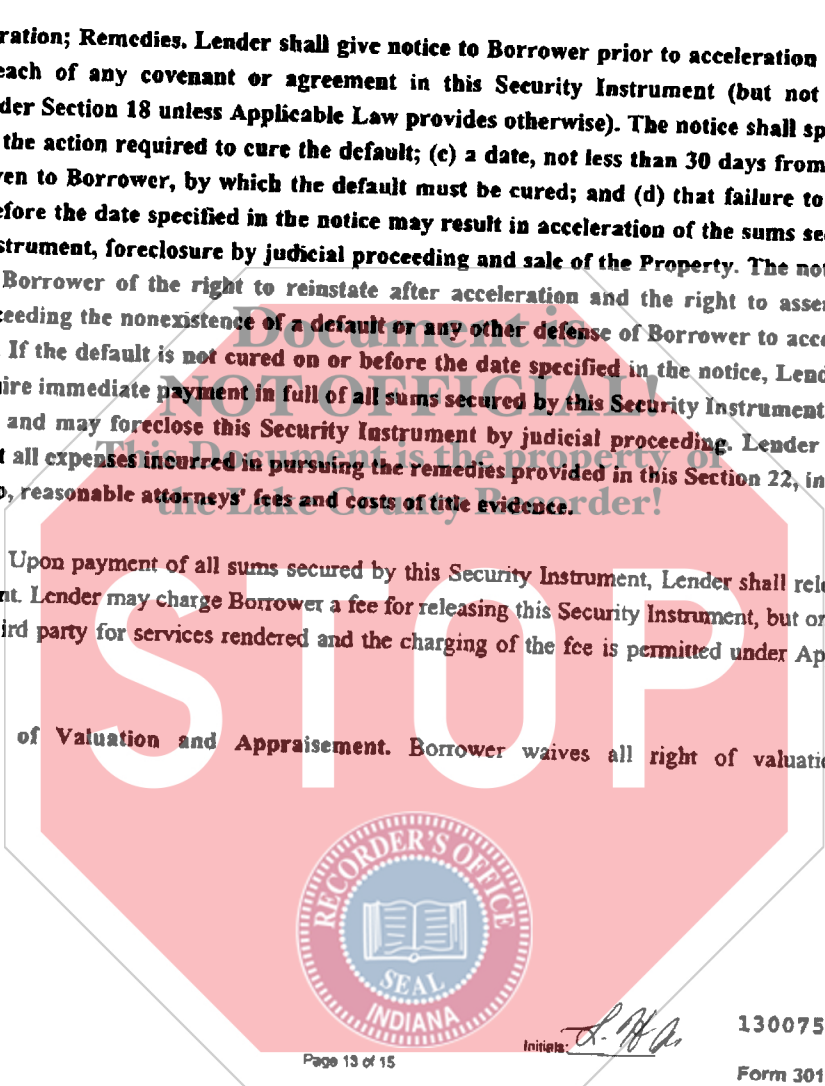 ration; Remedies. Lender shall give notice to Borrower prior to acceleration
each of any covenant or agreement in this Security Instrument (but not
der Section 18 unless Applicable Law provides otherwise). The notice shall sp
the action required to cure the default; (c) a date, not less than 30 days from
ven to Borrower, by which the default must be cured; and (d) that failure to
efore the date specified in the notice may result in acceleration of the sums se
strument, foreclosure by judicial proceeding and sale of the Property. The not
Borrower of the right to reinstate after acceleration and the right to asser
ceeding the nonexistence of a default or any other defense of Borrower to acce
If the default is not cured on or before the date specified in the notice, Lend
uire immediate payment in full of all sums secured by this Security Instrument
and may foreclose this Security Instrument by judicial proceeding. Lender
t all expenses incurred in pursuing the remedies provided in this Section 22, in
o, reasonable attorneys' fees and costs of title evidence.
Document is
NOT OFFICIAL!
This Document is the property of
the Lake County Recorder!
Upon payment of all sums secured by this Security Instrument, Lender shall rele
nt. Lender may charge Borrower a fee for releasing this Security Instrument, but on
ird party for services rendered and the charging of the fee is permitted under Ap
STOP
of Valuation and Appraisement. Borrower waives all right of valuatio
RECORDER'S OFFICE
SEAL
INDIANA
Initials:
130075
Page 13 of 15
Form 301